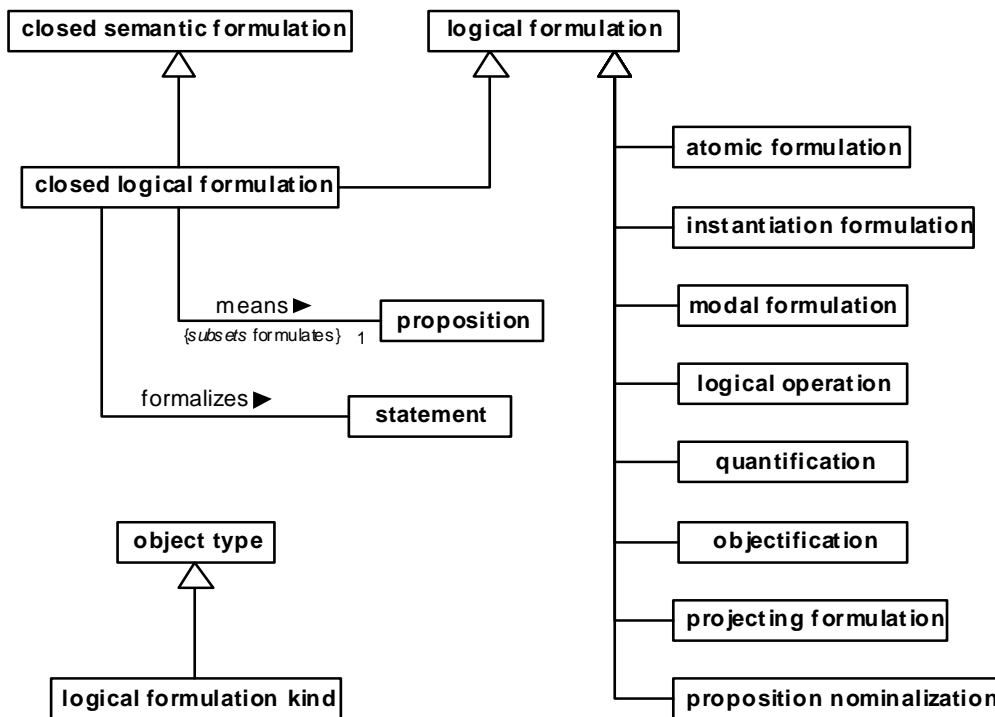 closed semantic formulation
logical formulation
atomic formulation
closed logical formulation
instantiation formulation
modal formulation
means ▶
{subsets formulates} 1
proposition
logical operation
formalizes ▶
statement
quantification
object type
objectification
projecting formulation
logical formulation kind
proposition nominalization